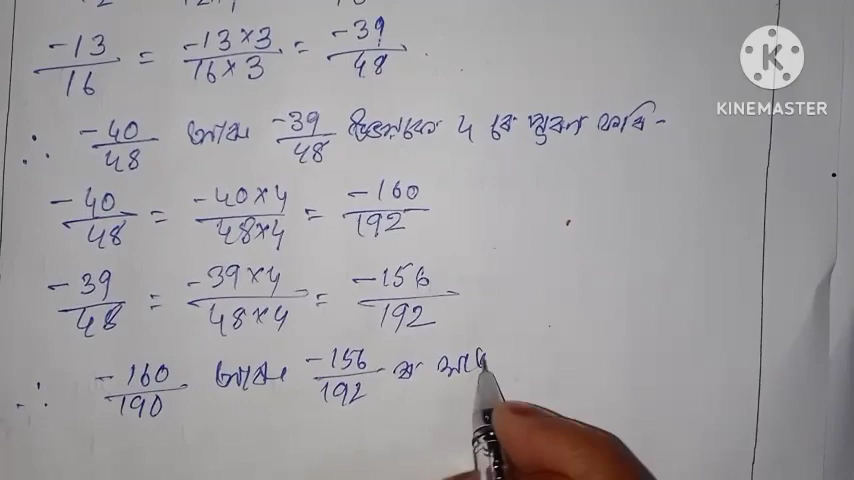 -13/16 = -13×3/16×3 = -39/48
∴ -40/48 আৰু -39/48 উভয়কে 4 ৰে পূৰণ কৰি -
-40/48 = -40×4/48×4 = -160/192
-39/48 = -39×4/48×4 = -156/192
∴ -160/190 আৰু -156/192 ৰ
KINEMASTER